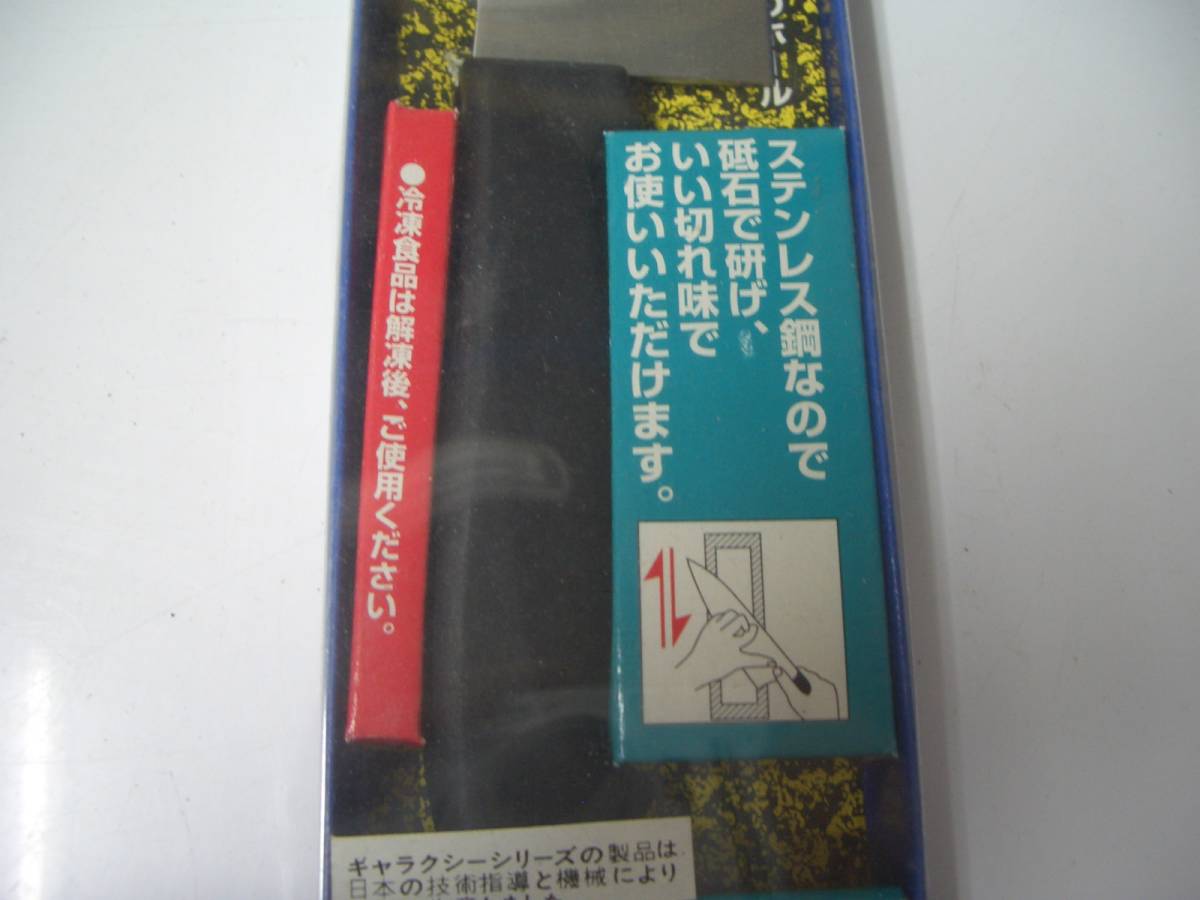 ホール
ステンレス鋼なので
砥石で研げ、
いい切れ味で
お使いいただけます。
●冷凍食品は解凍後、ご使用ください。
ギャラクシーシリーズの製品は
日本の技術指導と機械により